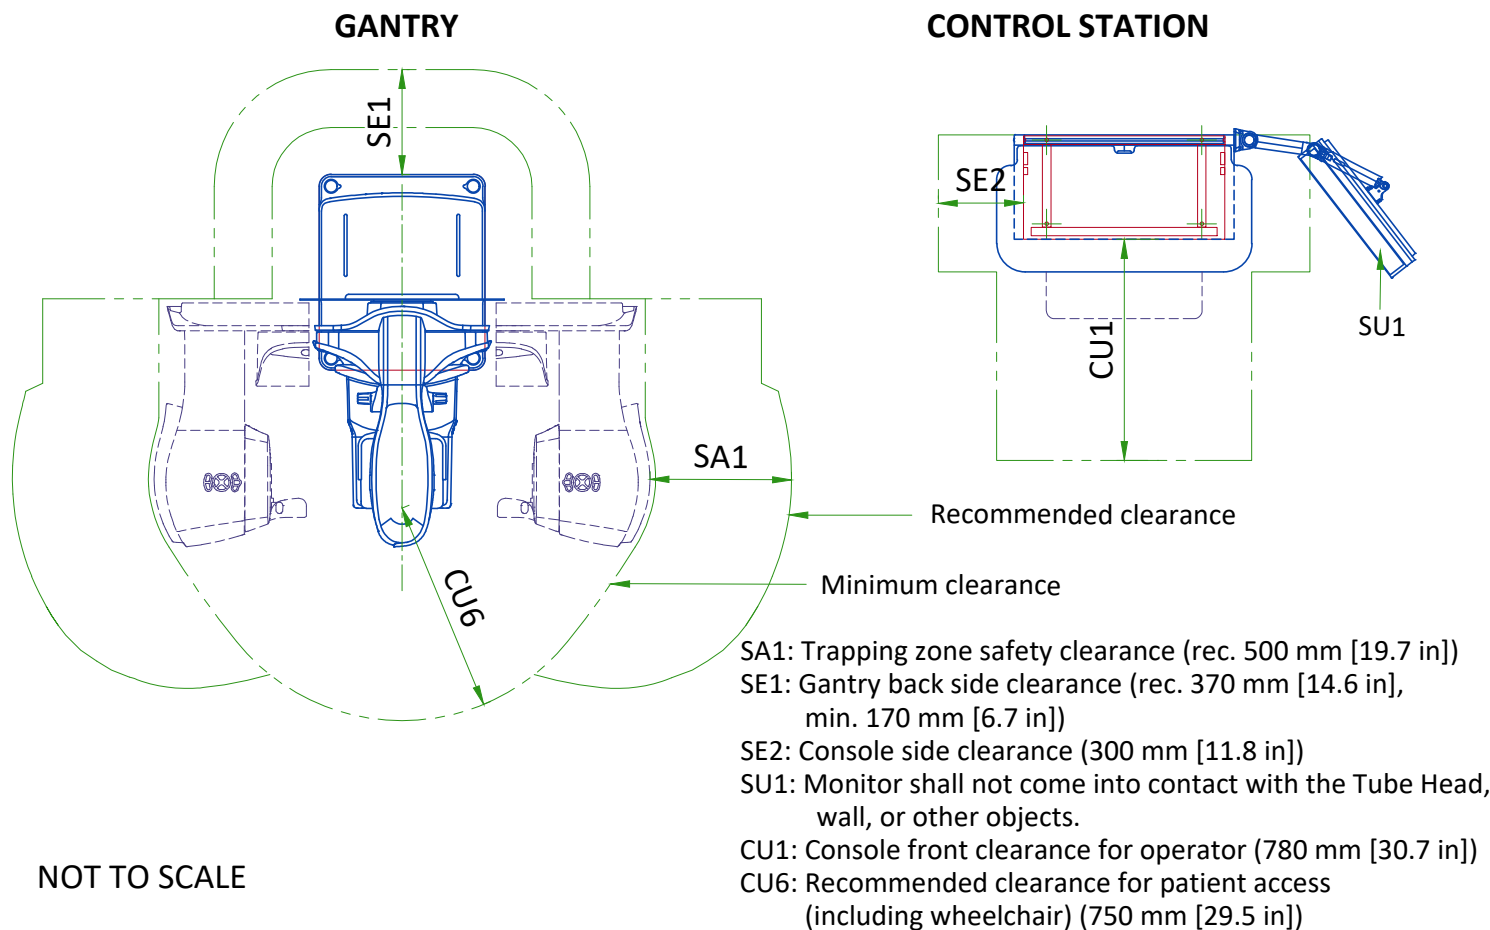 GANTRY
CONTROL STATION
SE1
SE2
CU1
SU1
SA1
CU6
Recommended clearance
Minimum clearance
SA1: Trapping zone safety clearance (rec. 500 mm [19.7 in])
SE1: Gantry back side clearance (rec. 370 mm [14.6 in],
min. 170 mm [6.7 in])
SE2: Console side clearance (300 mm [11.8 in])
SU1: Monitor shall not come into contact with the Tube Head,
wall, or other objects.
CU1: Console front clearance for operator (780 mm [30.7 in])
CU6: Recommended clearance for patient access
(including wheelchair) (750 mm [29.5 in])
NOT TO SCALE